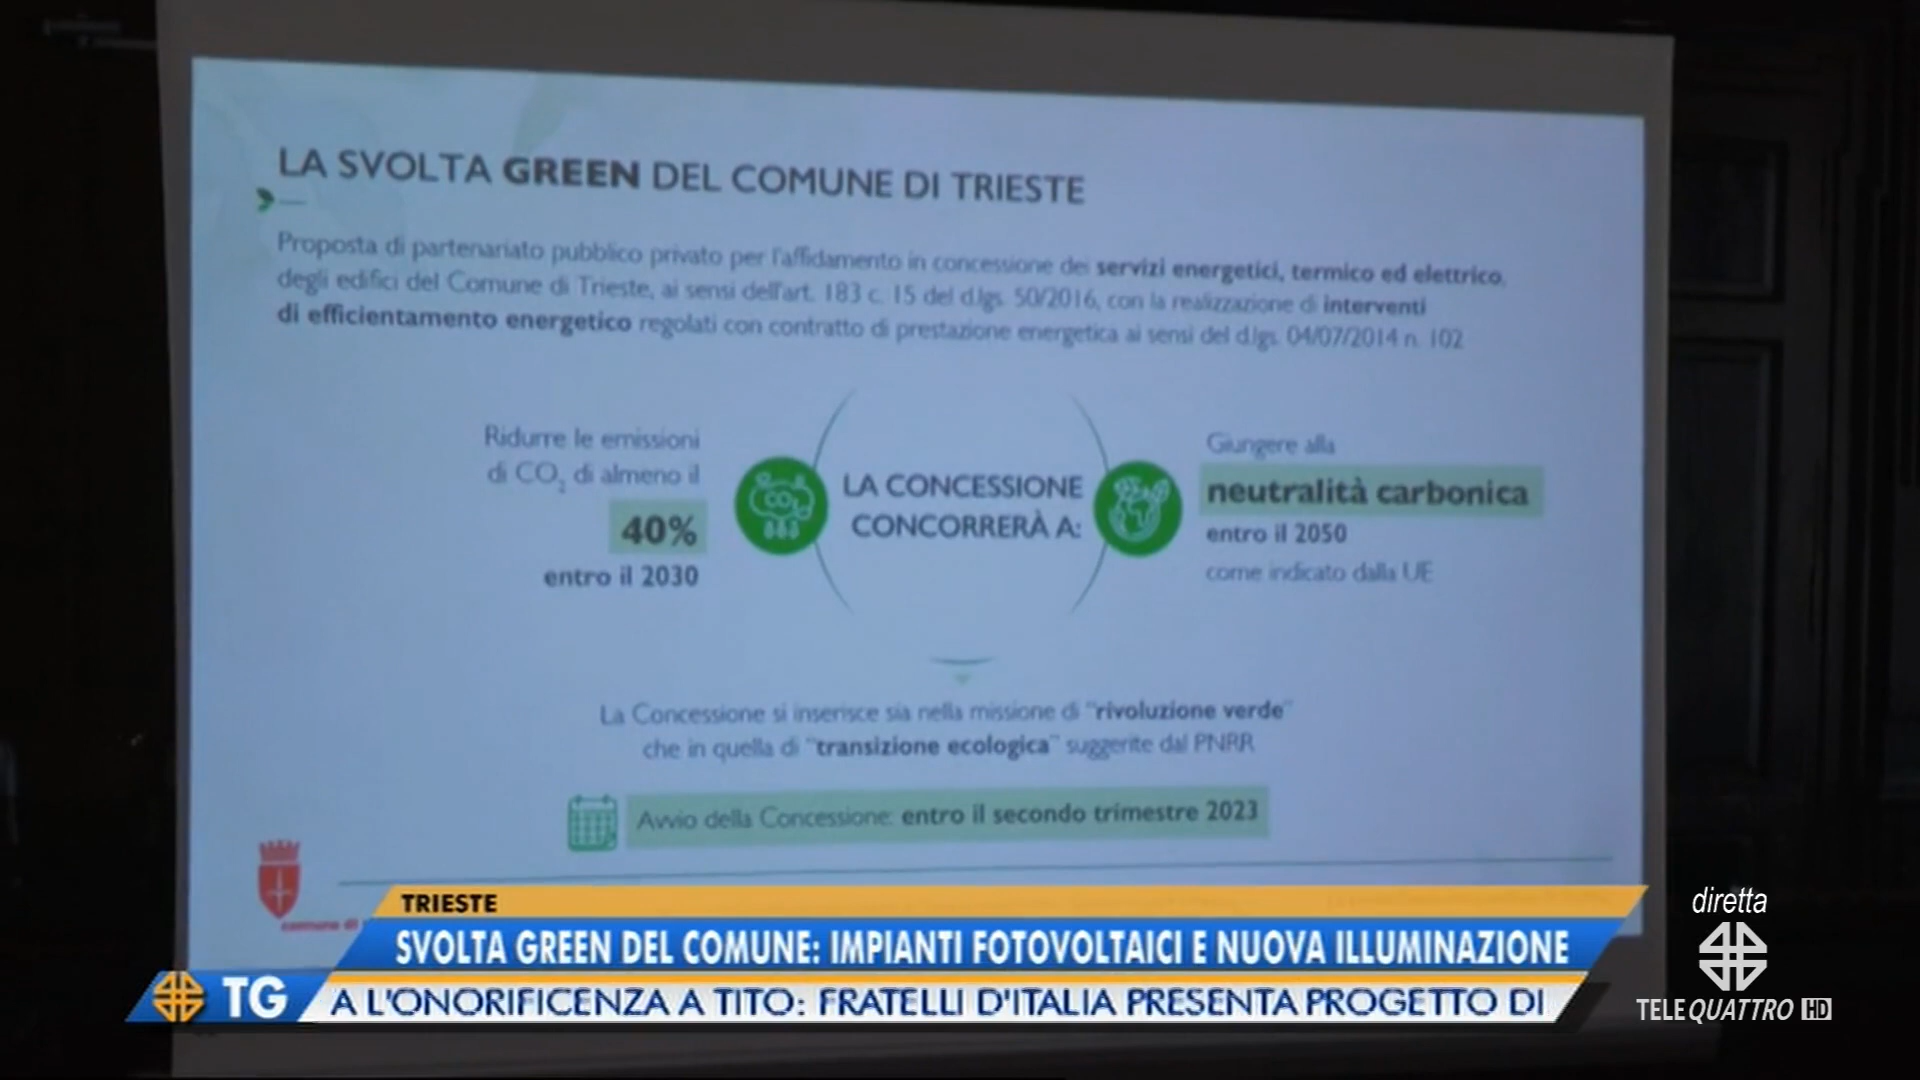 LA SVOLTA GREEN DEL COMUNE DI TRIESTE
Proposta di partenariato pubblico privato per l'affidamento in concessione dei servizi energetici, termico ed elettrico,
degli edifici del Comune di Trieste, ai sensi dell'art. 183 c. 15 del d.lgs. 50/2016, con la realizzazione di interventi
di efficientamento energetico regolati con contratto di prestazione energetica ai sensi del d.lgs. 04/07/2014 n. 102
Ridurre le emissioni
di CO₂ di almeno il
40%
entro il 2030
CO₂
LA CONCESSIONE
CONCORRERÀ A:
Giungere alla
neutralità carbonica
entro il 2050
come indicato dalla UE
La Concessione si inserisce sia nella missione di "rivoluzione verde"
che in quella di "transizione ecologica" suggerite dal PNRR
Avvio della Concessione: entro il secondo trimestre 2023
comune di
TRIESTE
SVOLTA GREEN DEL COMUNE: IMPIANTI FOTOVOLTAICI E NUOVA ILLUMINAZIONE
TG
A L'ONORIFICENZA A TITO: FRATELLI D'ITALIA PRESENTA PROGETTO DI
diretta
TELEQUATTRO HD